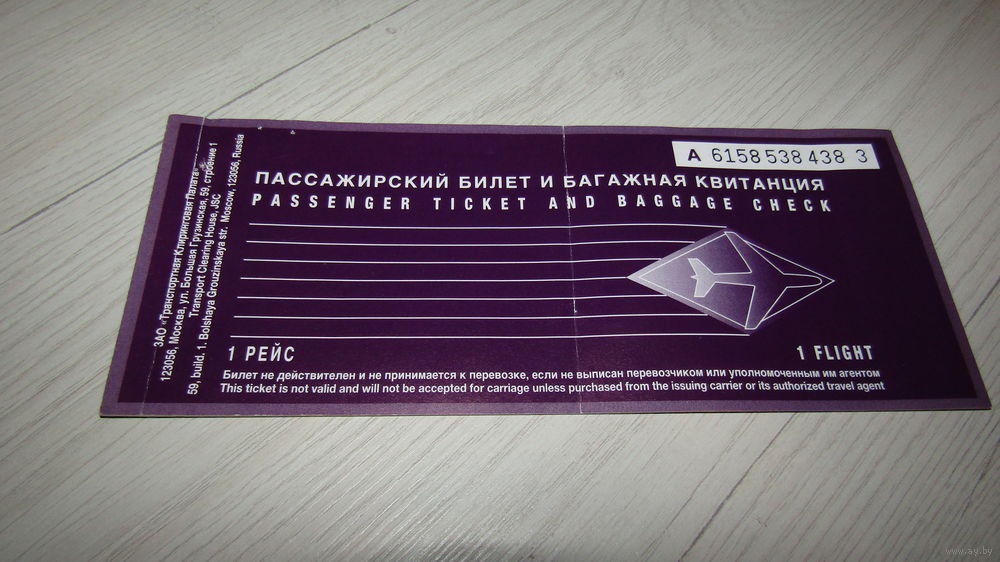 ЗАО «Транспортная Клиринговая Палата»
123056, Москва, ул. Большая Грузинская, 59, строение 1
Transport Clearing House, JSC
59, build. 1. Bolshaya Grouzinskaya str. Moscow, 123056, Russia
А 6158 538 438 3
ПАССАЖИРСКИЙ БИЛЕТ И БАГАЖНАЯ КВИТАНЦИЯ
PASSENGER TICKET AND BAGGAGE CHECK
1 РЕЙС
1 FLIGHT
Билет не действителен и не принимается к перевозке, если не выписан перевозчиком или уполномоченным им агентом
This ticket is not valid and will not be accepted for carriage unless purchased from the issuing carrier or its authorized travel agent
www.ay.by